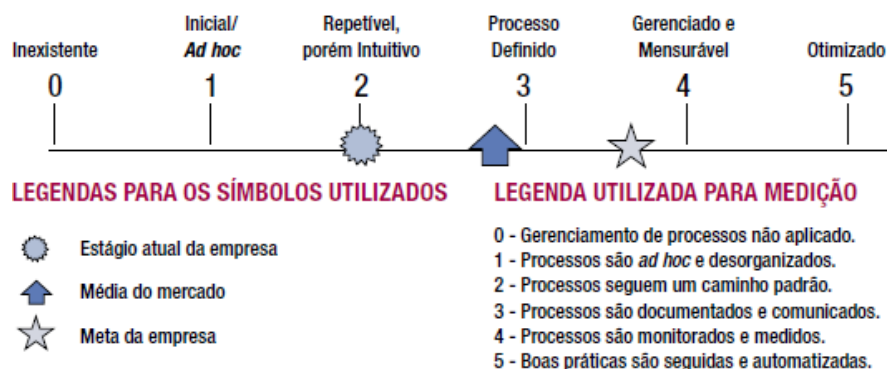 Inexistente
Inicial/
Ad hoc
Repetível,
porém Intuitivo
Processo
Definido
Gerenciado e
Mensurável
Otimizado
0 1 2 3 4 5
LEGENDAS PARA OS SÍMBOLOS UTILIZADOS
Estágio atual da empresa
Média do mercado
Meta da empresa
LEGENDA UTILIZADA PARA MEDIÇÃO
0 - Gerenciamento de processos não aplicado.
1 - Processos são ad hoc e desorganizados.
2 - Processos seguem um caminho padrão.
3 - Processos são documentados e comunicados.
4 - Processos são monitorados e medidos.
5 - Boas práticas são seguidas e automatizadas.